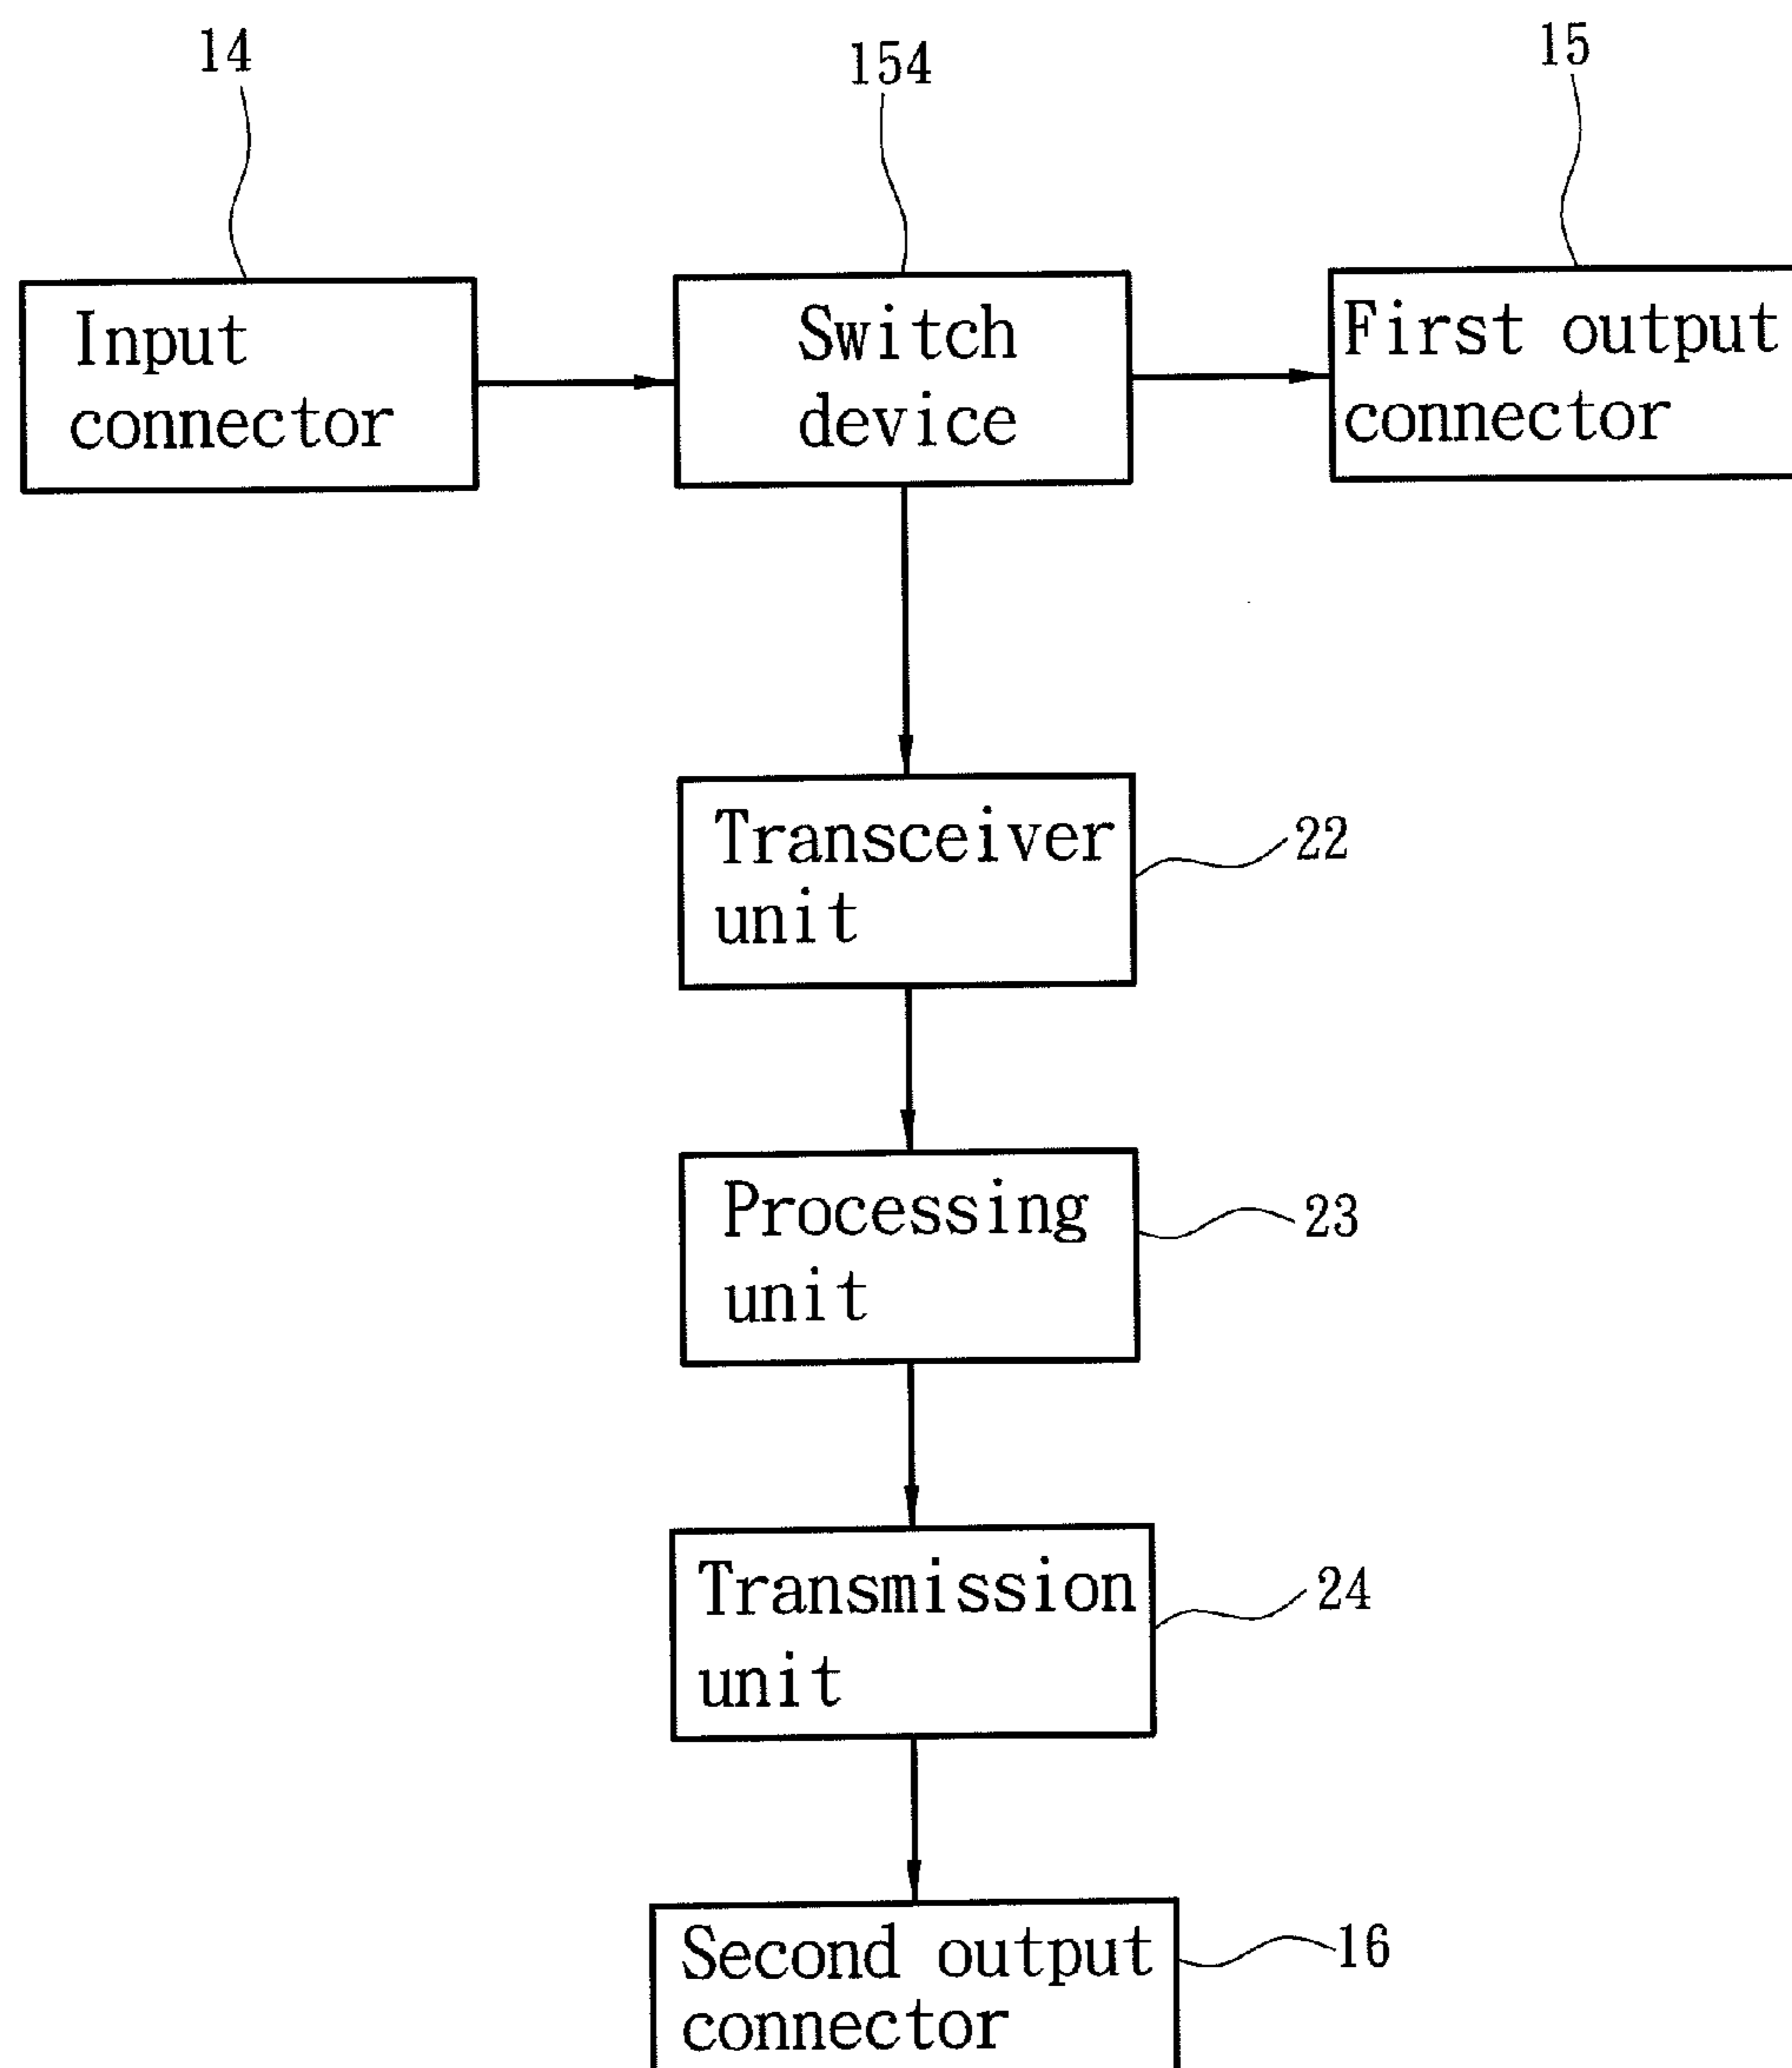 14
154
15
Input
connector
Switch
device
First output
connector
Transceiver
unit
22
Processing
unit
23
Transmission
unit
24
Second output
connector
16